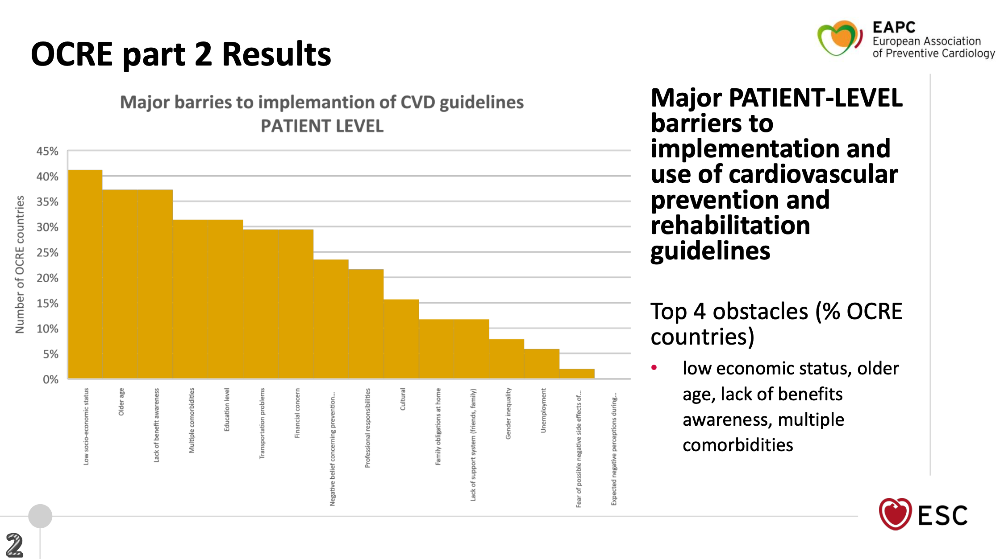 OCRE part 2 Results
EAPC
European Association
of Preventive Cardiology
Major barries to implemantion of CVD guidelines
PATIENT LEVEL
Number of OCRE countries
45%
40%
35%
30%
25%
20%
15%
10%
5%
0%
Low socio-economic status
Older age
Lack of benefit awareness
Multiple comorbidities
Education level
Transportation problems
Financial concern
Negative belief concerning prevention...
Professional responsibilities
Cultural
Family obligations at home
Lack of support system (friends, family)
Gender inequality
Unemployment
Fear of possible negative side effects of...
Expected negative perceptions during...
Major PATIENT-LEVEL
barriers to
implementation and
use of cardiovascular
prevention and
rehabilitation
guidelines
Top 4 obstacles (% OCRE
countries)
• low economic status, older
age, lack of benefits
awareness, multiple
comorbidities
ESC
2